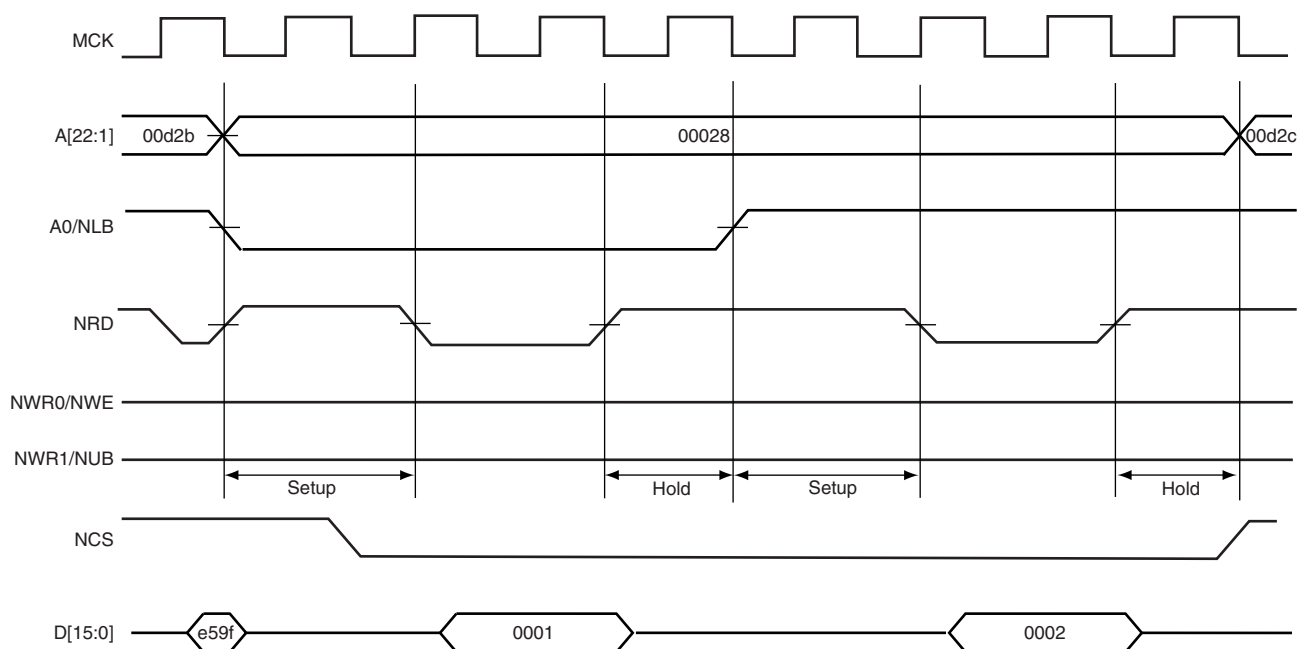 MCK
A[22:1] 00d2b 00028 00d2c
A0/NLB
NRD
NWR0/NWE
NWR1/NUB
Setup Hold Setup Hold
NCS
D[15:0] e59f 0001 0002